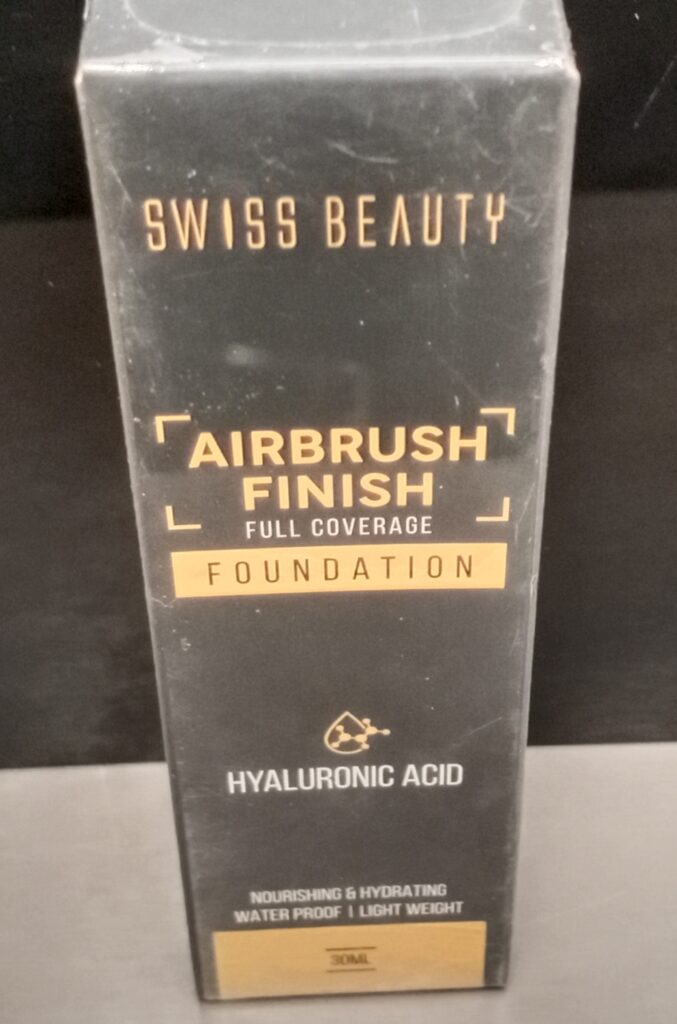 SWISS BEAUTY
AIRBRUSH
FINISH
FULL COVERAGE
FOUNDATION
HYALURONIC ACID
NOURISHING & HYDRATING
WATER PROOF | LIGHT WEIGHT
30ML